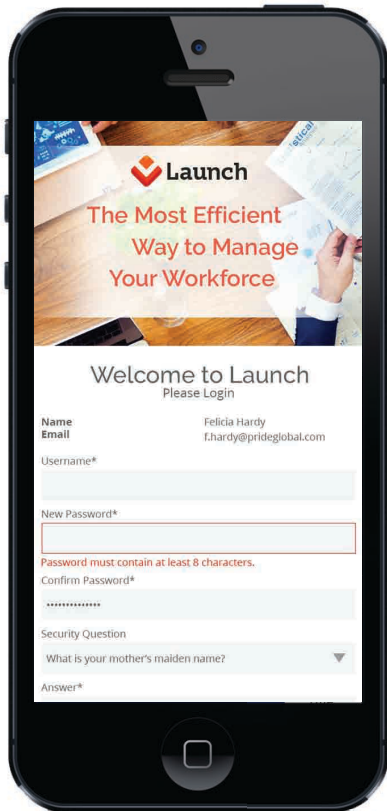 Launch
The Most Efficient
Way to Manage
Your Workforce
Welcome to Launch
Please Login
Name Felicia Hardy
Email f.hardy@prideglobal.com
Username*
New Password*
Password must contain at least 8 characters.
Confirm Password*
••••••••••••••
Security Question
What is your mother's maiden name?
Answer*